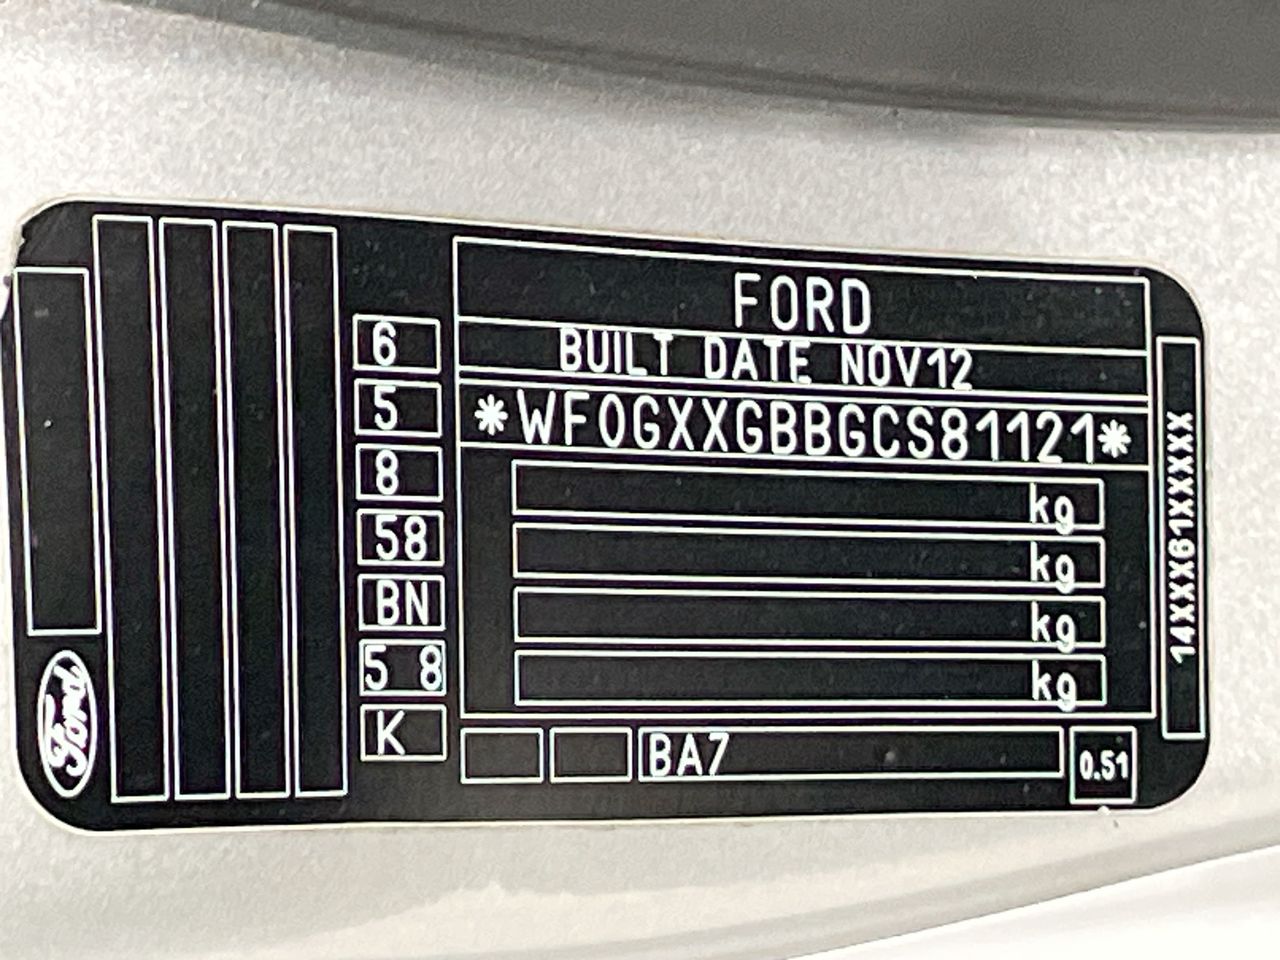 FORD
BUILT DATE NOV12
*WF0GXXGBBGCS81121*
kg
kg
kg
kg
BA7
0.51
6
5
8
58
BN
5 8
K
Ford
14XXX61XXXXX